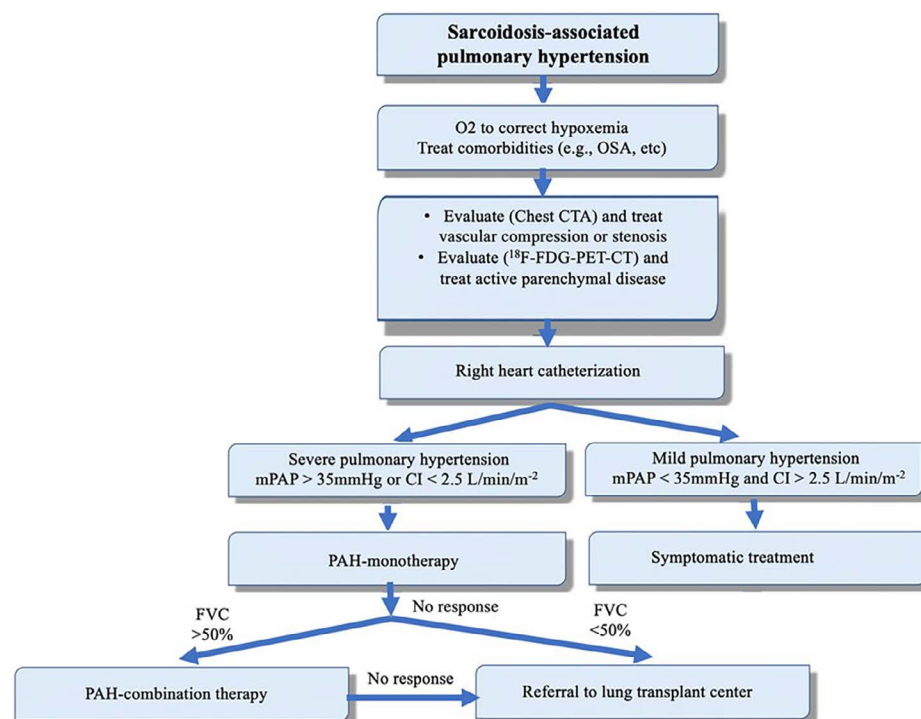 Sarcoidosis-associated
pulmonary hypertension
O2 to correct hypoxemia
Treat comorbidities (e.g., OSA, etc)
• Evaluate (Chest CTA) and treat
vascular compression or stenosis
• Evaluate (¹⁸F-FDG-PET-CT) and
treat active parenchymal disease
Right heart catheterization
Severe pulmonary hypertension
mPAP > 35mmHg or CI < 2.5 L/min/m⁻²
Mild pulmonary hypertension
mPAP < 35mmHg and CI > 2.5 L/min/m⁻²
PAH-monotherapy
Symptomatic treatment
No response
FVC
>50%
FVC
<50%
PAH-combination therapy
No response
Referral to lung transplant center